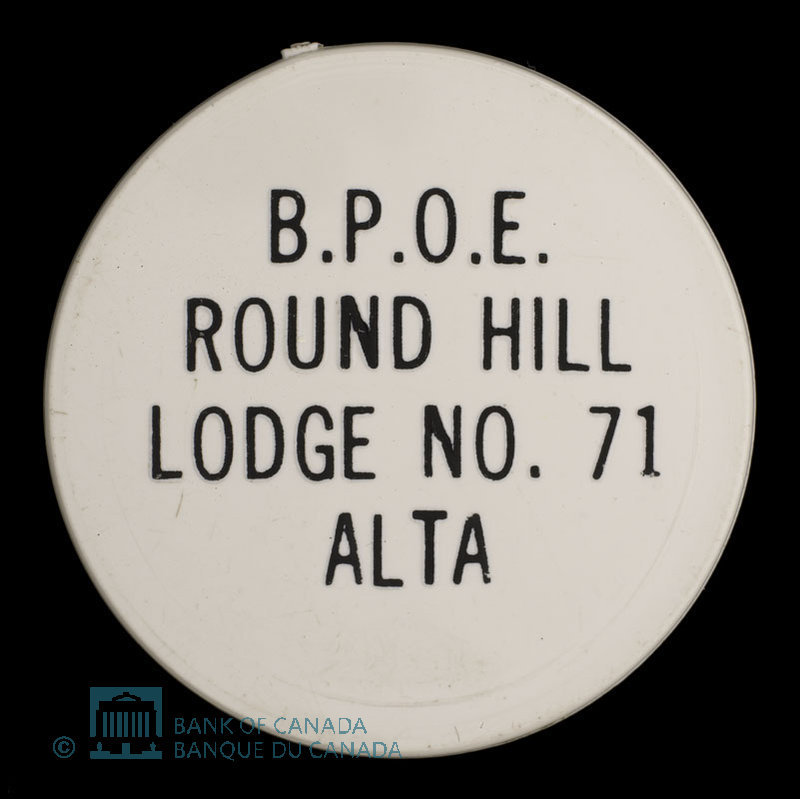 B.P.O.E.
ROUND HILL
LODGE NO. 71
ALTA
© BANK OF CANADA
BANQUE DU CANADA